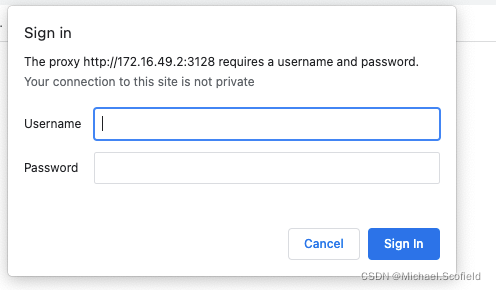 Sign in
The proxy http://172.16.49.2:3128 requires a username and password.
Your connection to this site is not private
Username
Password
Cancel
Sign In
CSDN @Michael.Scofield